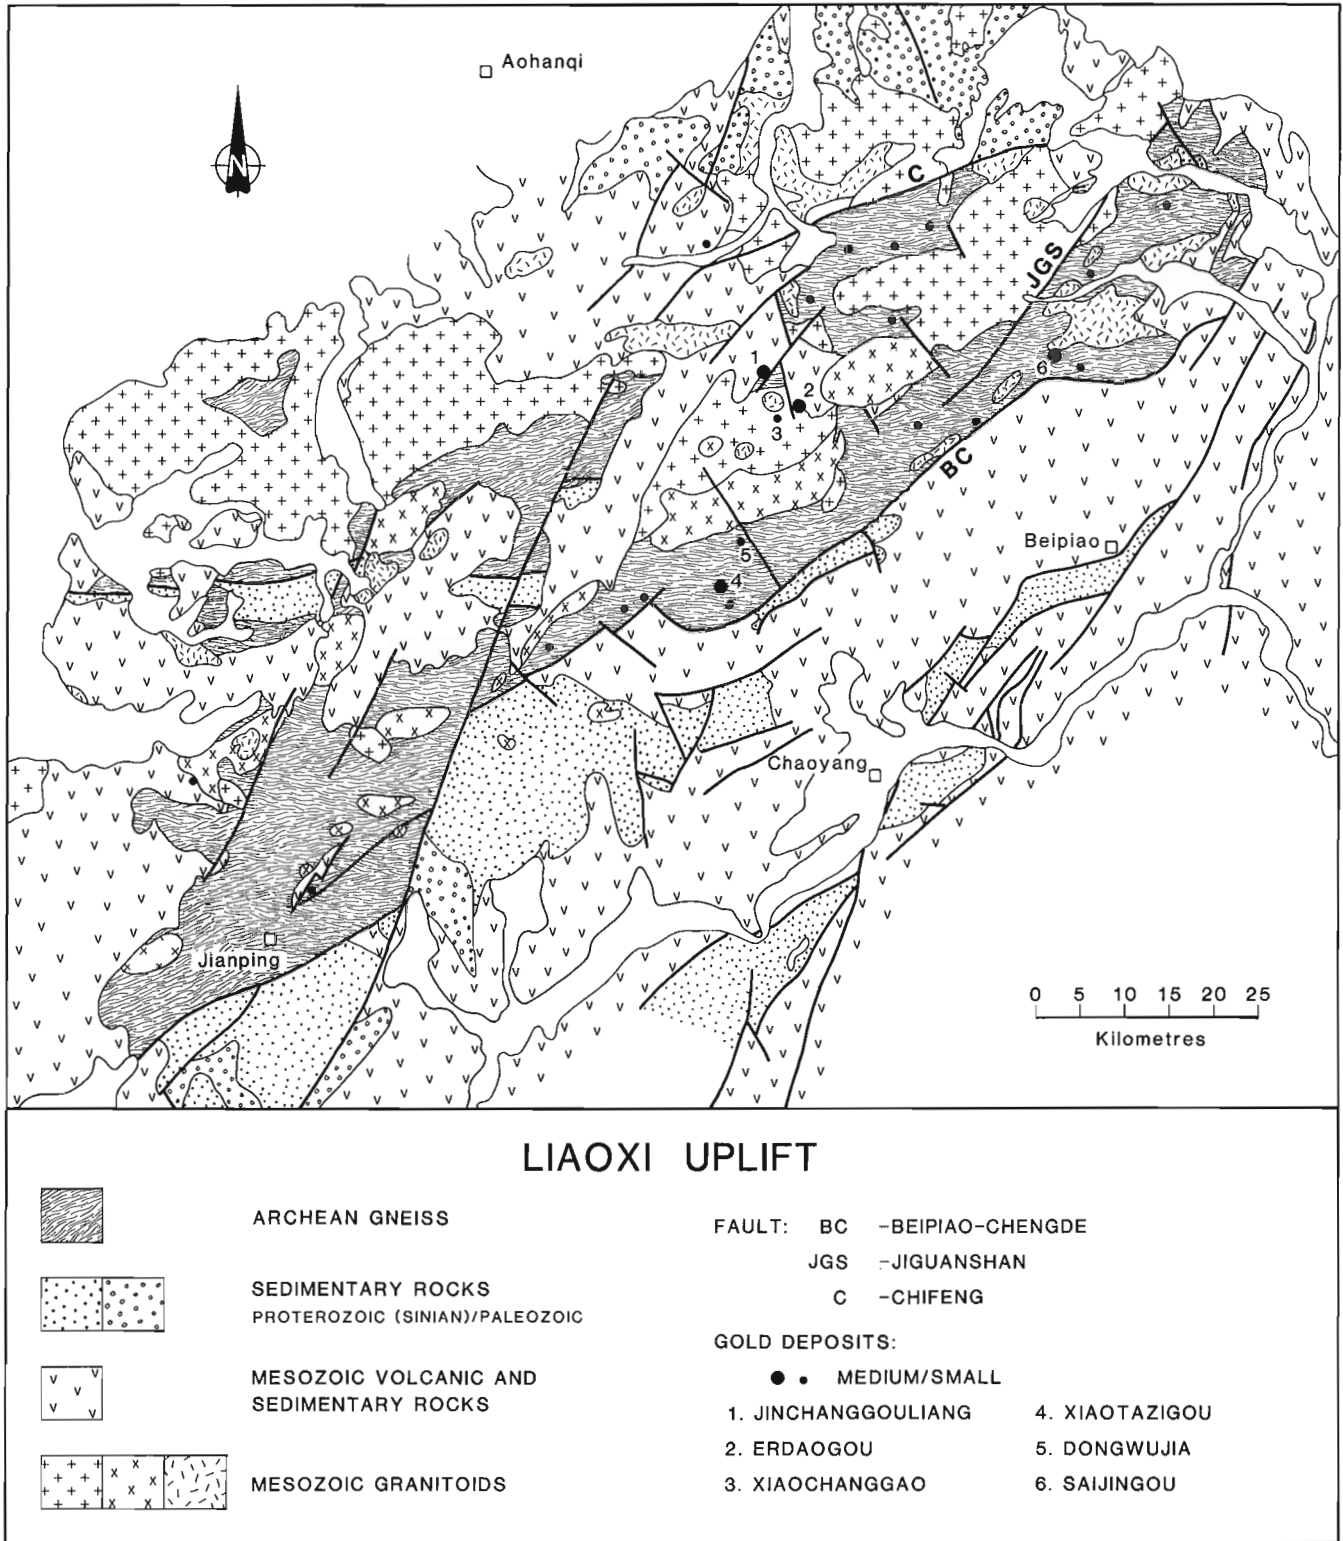 Aohanqi
N
C
JGS
1
2
3
6
BC
Beipiao
5
4
Chaoyang
Jianping
0 5 10 15 20 25
Kilometres
LIAOXI UPLIFT
ARCHEAN GNEISS
SEDIMENTARY ROCKS
PROTEROZOIC (SINIAN)/PALEOZOIC
MESOZOIC VOLCANIC AND
SEDIMENTARY ROCKS
MESOZOIC GRANITOIDS
FAULT: BC -BEIPIAO-CHENGDE
JGS -JIGUANSHAN
C -CHIFENG
GOLD DEPOSITS:
MEDIUM/SMALL
1. JINCHANGGOULIANG
2. ERDAOGOU
3. XIAOCHANGGAO
4. XIAOTAZIGOU
5. DONGWUJIA
6. SAIJINGOU